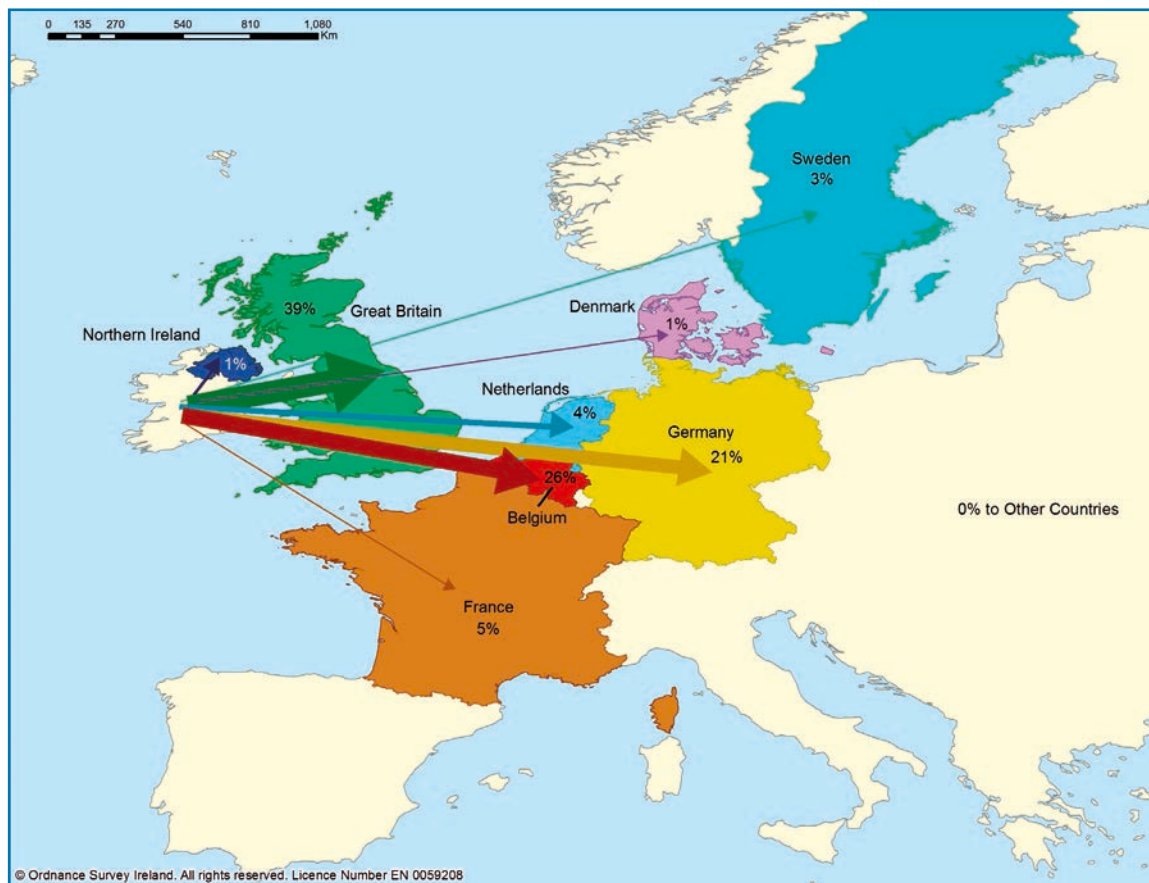 0 135 270 540 810 1,080
Km
Sweden
3%
39%
Great Britain
Denmark
1%
Northern Ireland
1%
Netherlands
4%
Germany
21%
26%
Belgium
0% to Other Countries
France
5%
© Ordnance Survey Ireland. All rights reserved. Licence Number EN 0059208